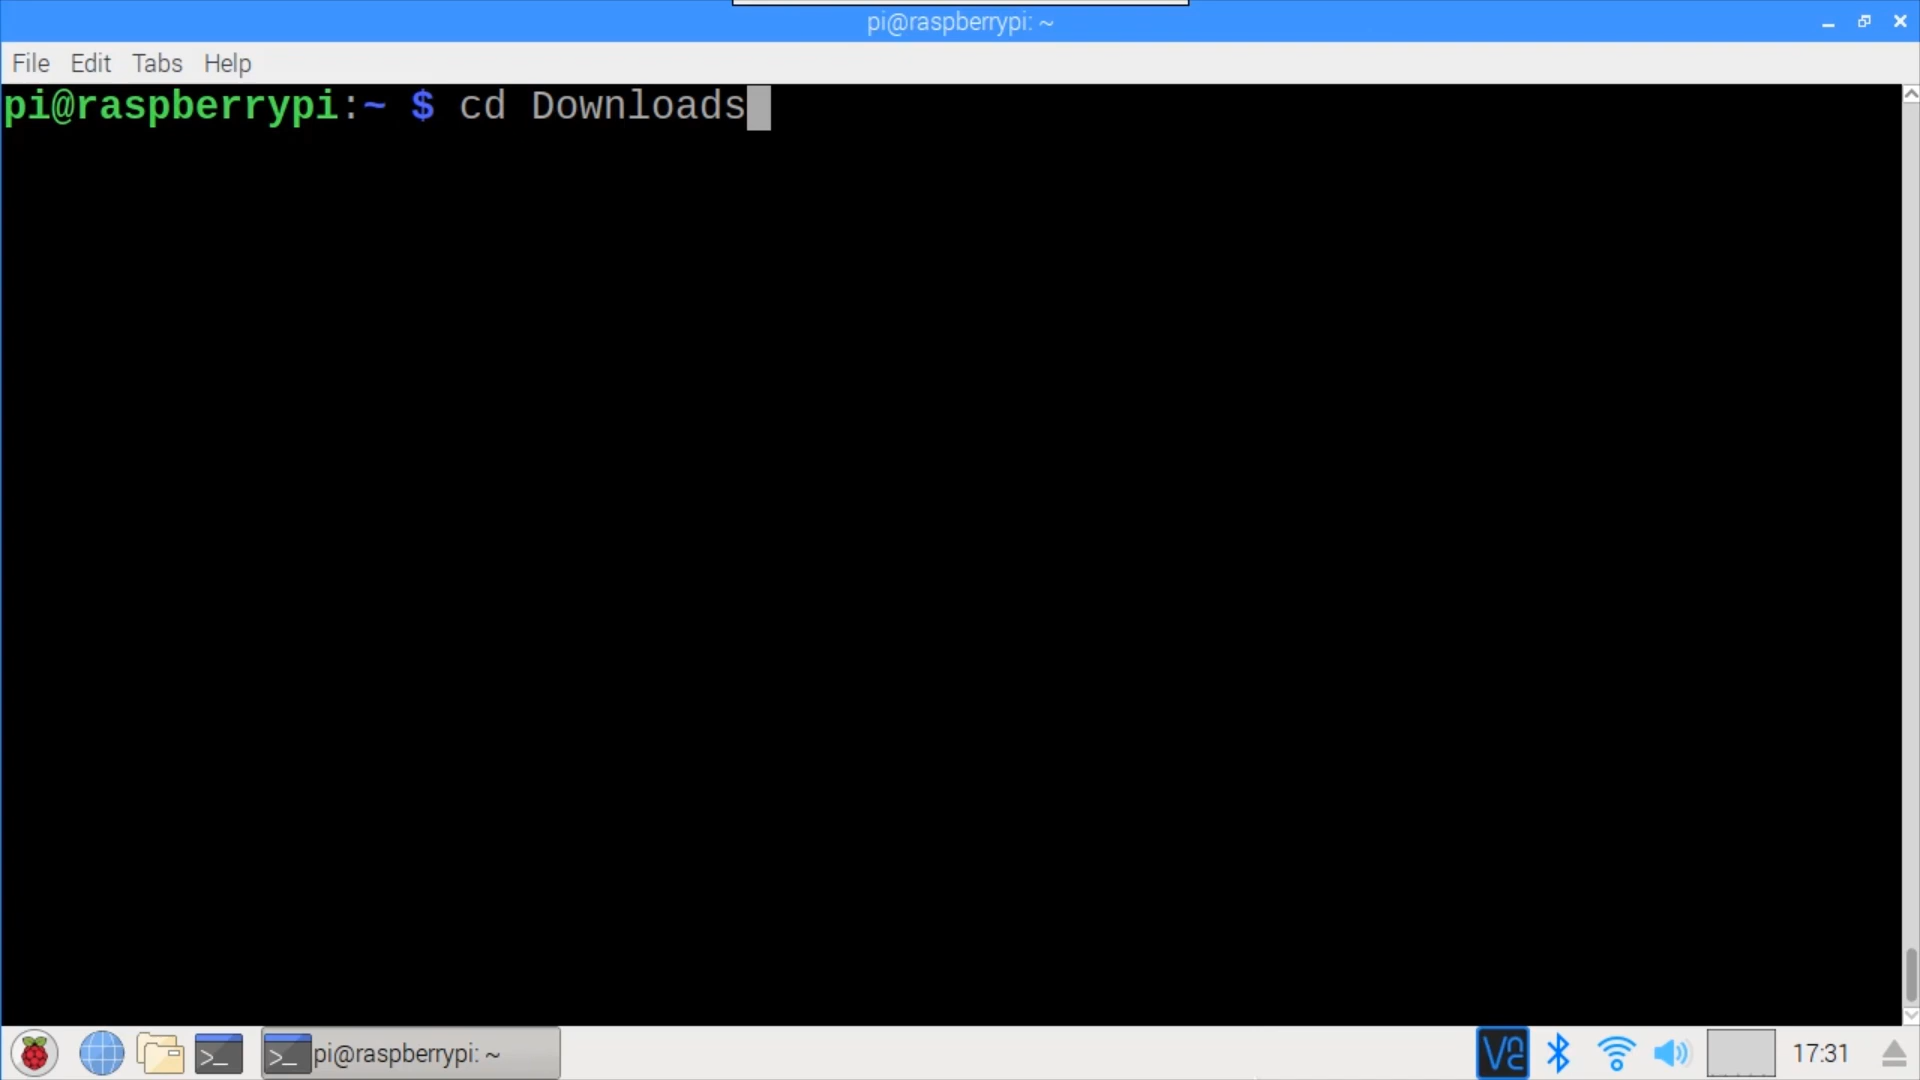 pi@raspberrypi: ~
File Edit Tabs Help
pi@raspberrypi:~ $ cd Downloads
>_ >_ pi@raspberrypi: ~ 17:31